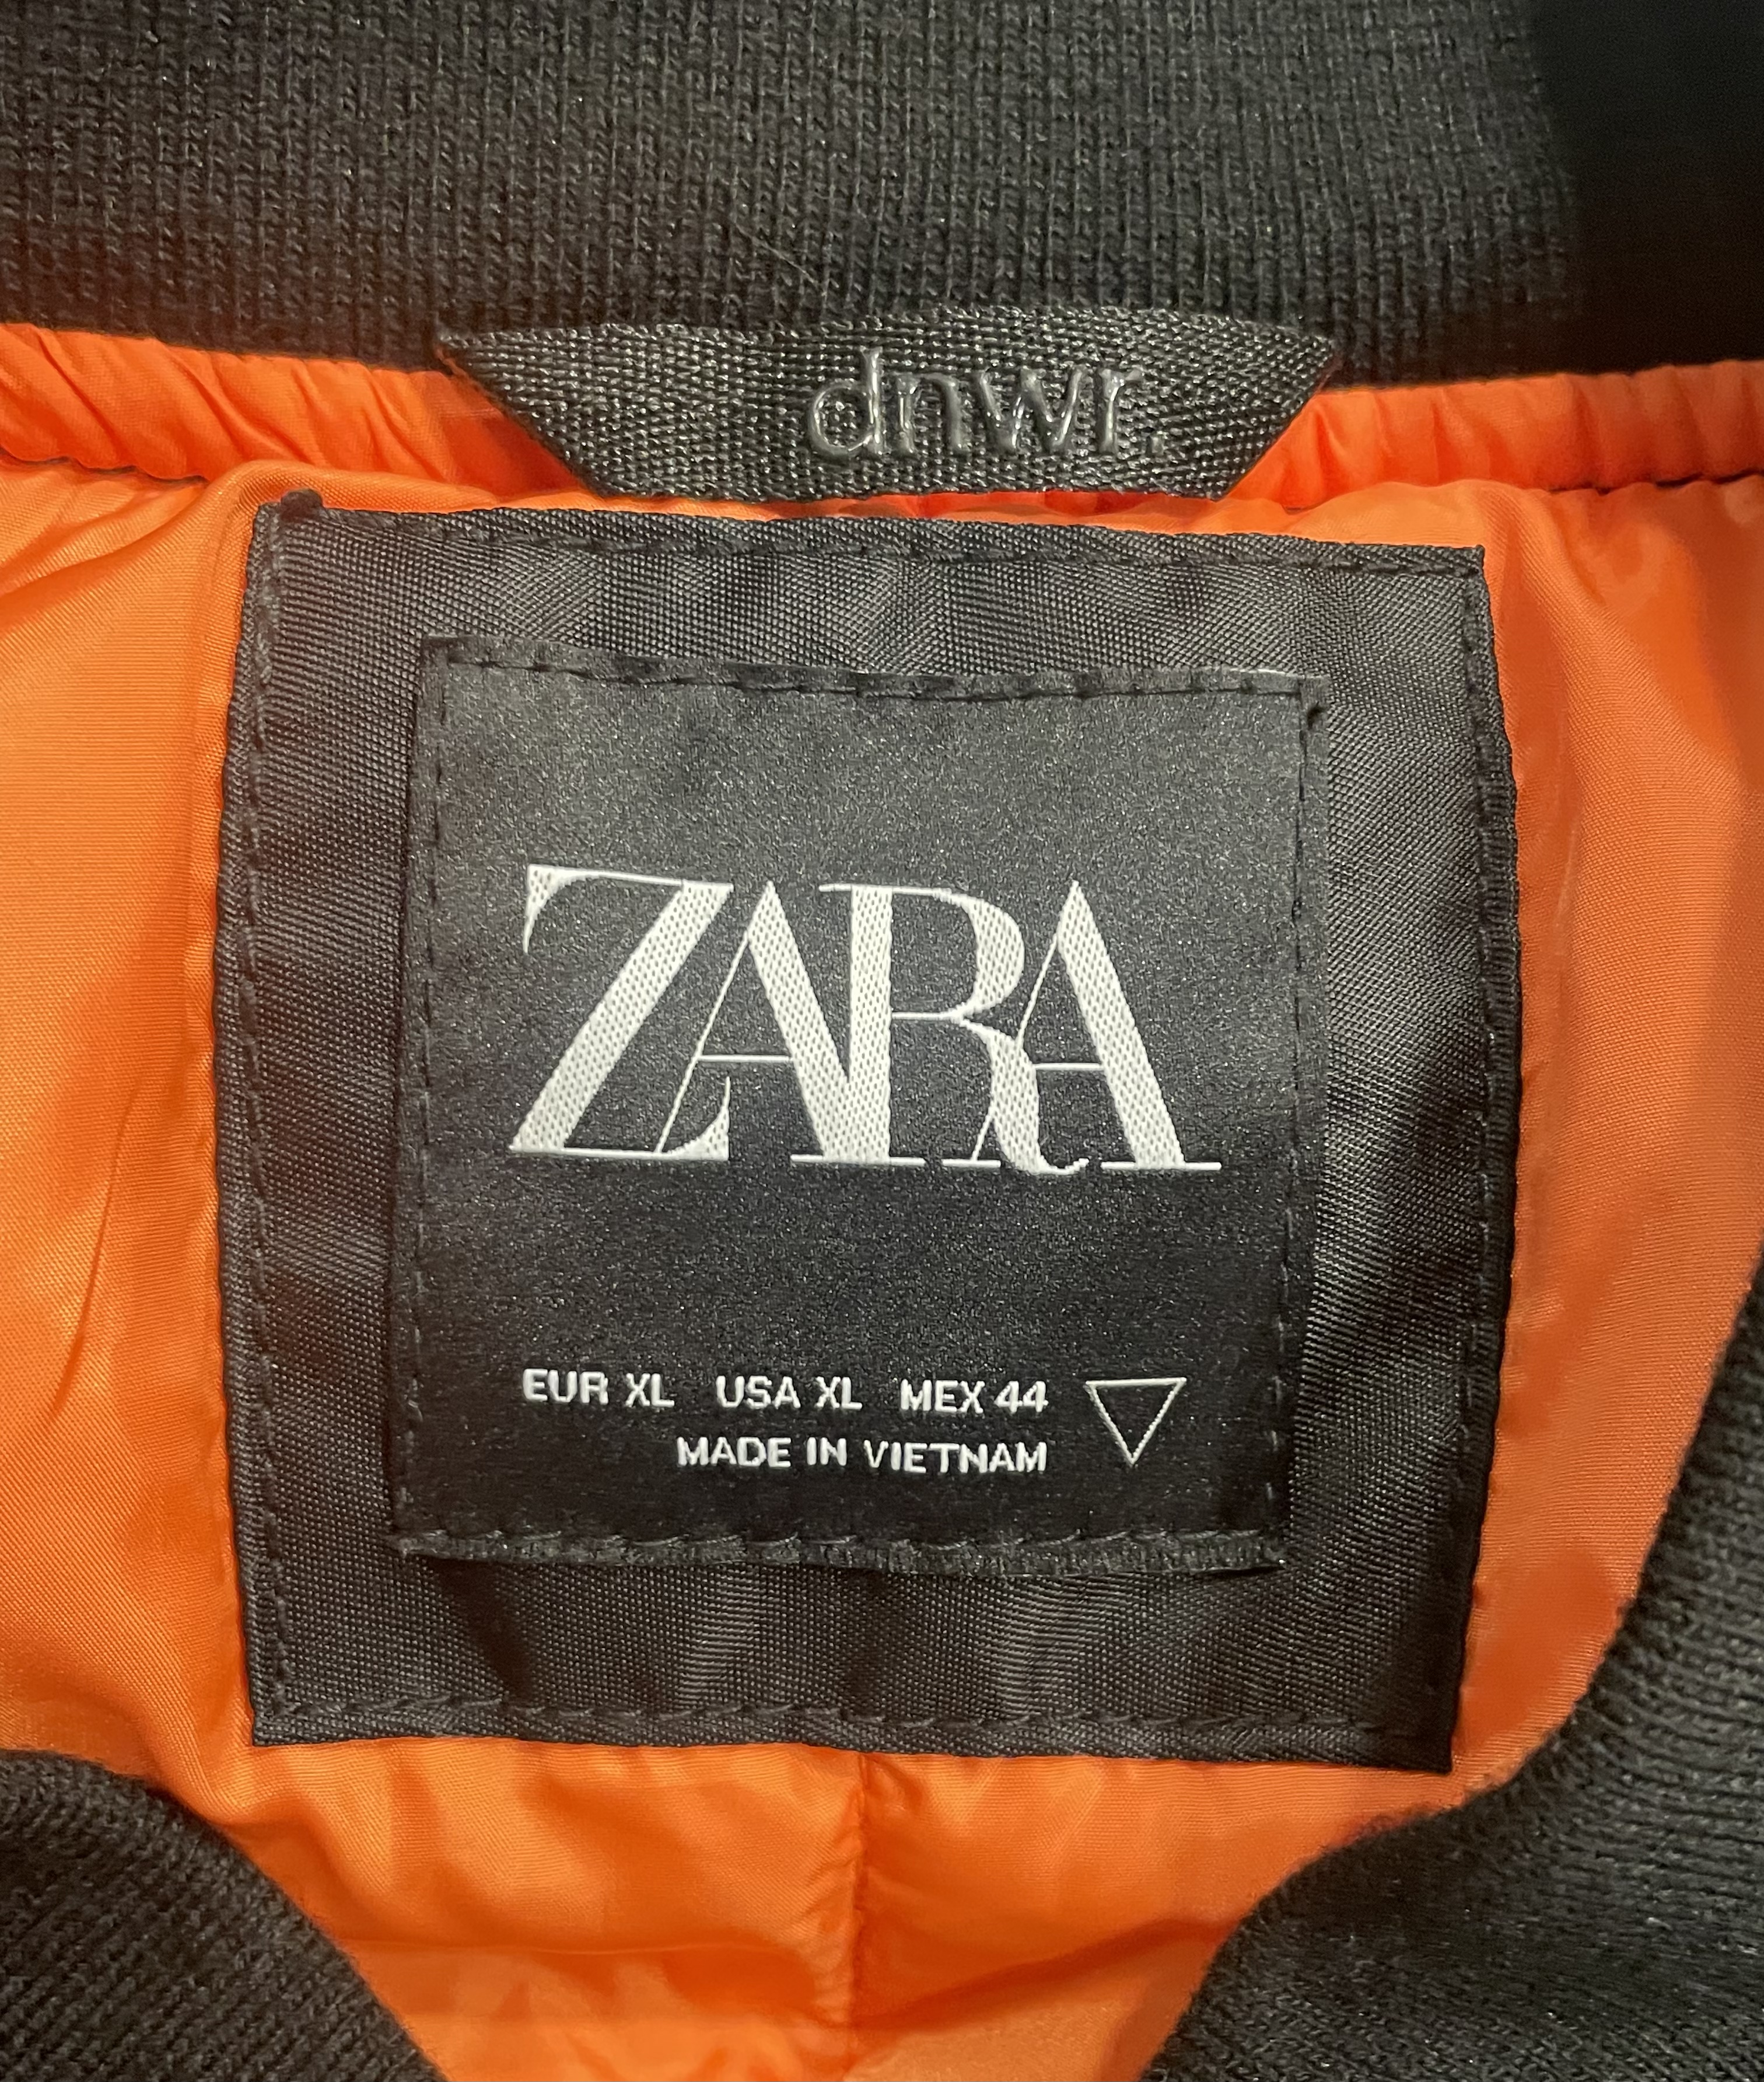 dnwr.
ZARA
EUR XL USA XL MEX 44
MADE IN VIETNAM